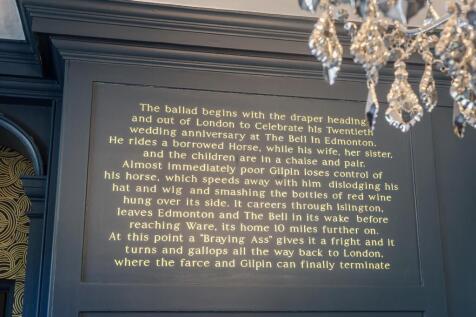 The ballad begins with the draper heading
and out of London to Celebrate his Twentieth
wedding anniversary at The Bell in Edmonton.
He rides a borrowed Horse, while his wife, her sister,
and the children are in a chaise and pair.
Almost immediately poor Gilpin loses control of
his horse, which speeds away with him dislodging his
hat and wig and smashing the bottles of red wine
hung over its side. It careers through Islington,
leaves Edmonton and The Bell in its wake before
reaching Ware, its home 10 miles further on.
At this point a "Braying Ass" gives it a fright and it
turns and gallops all the way back to London,
where the farce and Gilpin can finally terminate